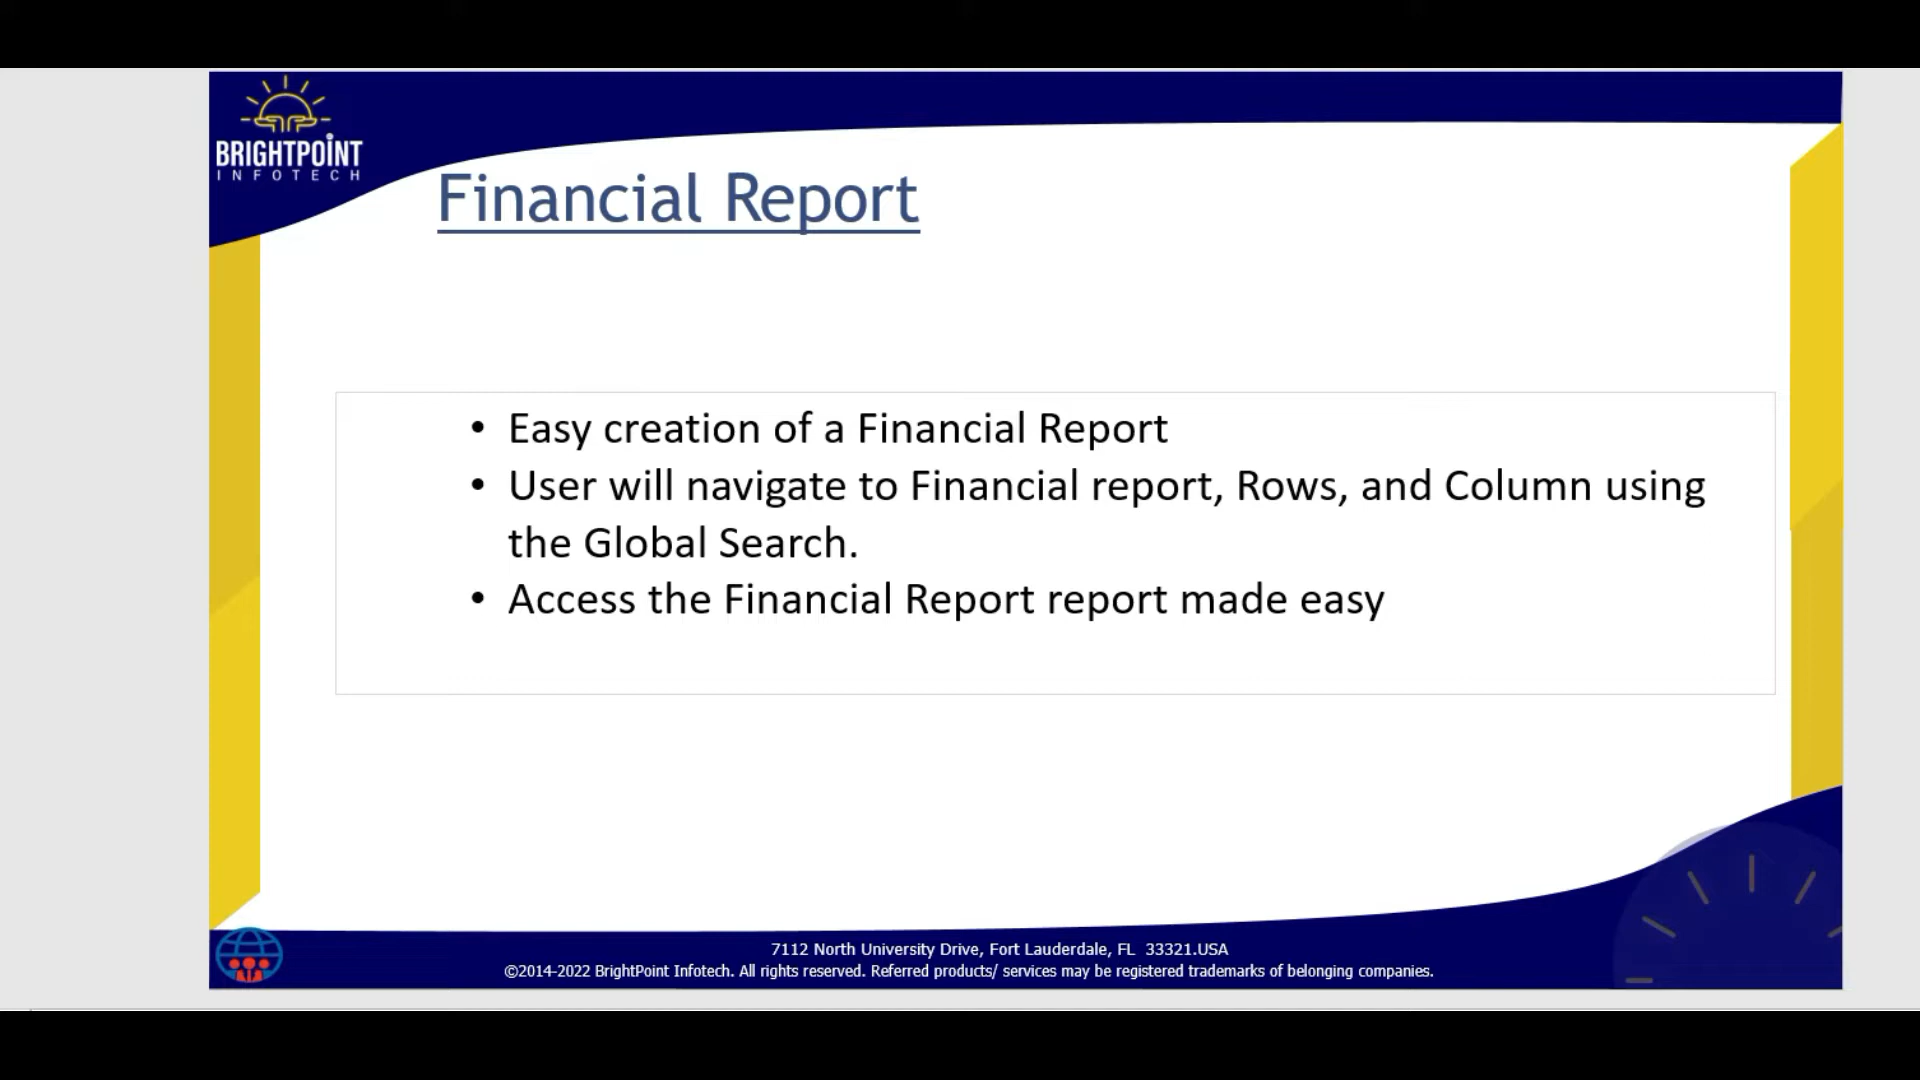 BRIGHTPOINT
INFOTECH
Financial Report
• Easy creation of a Financial Report
• User will navigate to Financial report, Rows, and Column using
the Global Search.
• Access the Financial Report report made easy
7112 North University Drive, Fort Lauderdale, FL 33321.USA
©2014-2022 BrightPoint Infotech. All rights reserved. Referred products/ services may be registered trademarks of belonging companies.